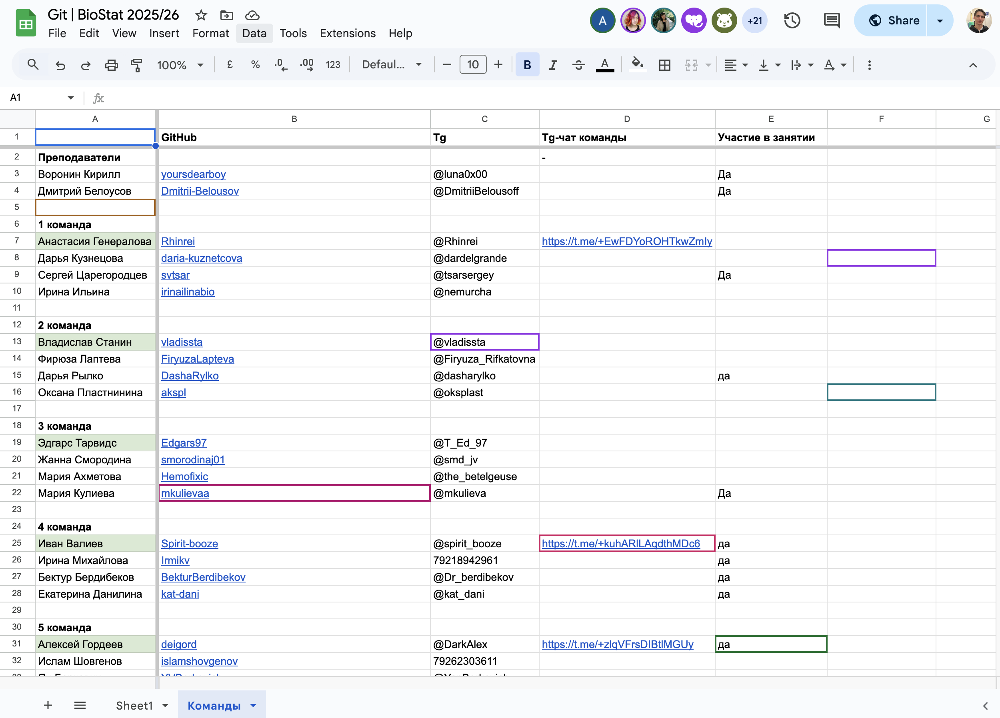 Git | BioStat 2025/26
File Edit View Insert Format Data Tools Extensions Help
A +21 Share
100% £ % .0 .00 123 Defaul... 10 B I A A
A1 fx
A B C D E F G
1 GitHub Tg Tg-чат команды Участие в занятии
2 Преподаватели -
3 Воронин Кирилл yoursdearboy @luna0x00 Да
4 Дмитрий Белоусов Dmitrii-Belousov @DmitriiBelousoff Да
5
6 1 команда
7 Анастасия Генералова Rhinrei @Rhinrei https://t.me/+EwFDYoROHTkwZmIy
8 Дарья Кузнецова daria-kuznetcova @dardelgrande
9 Сергей Царегородцев svtsar @tsarsergey Да
10 Ирина Ильина irinailinabio @nemurcha
11
12 2 команда
13 Владислав Станин vladissta @vladissta
14 Фирюза Лаптева FiryuzaLapteva @Firyuza_Rifkatovna
15 Дарья Рылко DashaRylko @dasharylko да
16 Оксана Пластнинина akspl @oksplast
17
18 3 команда
19 Эдгарс Тарвидс Edgars97 @T_Ed_97
20 Жанна Смородина smorodinaj01 @smd_jv
21 Мария Ахметова Hemofixic @the_betelgeuse
22 Мария Кулиева mkulievaa @mkulieva Да
23
24 4 команда
25 Иван Валиев Spirit-booze @spirit_booze https://t.me/+kuhARlLAqdthMDc6 да
26 Ирина Михайлова Irmikv 79218942961 да
27 Бектур Бердибеков BekturBerdibekov @Dr_berdibekov да
28 Екатерина Данилина kat-dani @kat_dani да
29
30 5 команда
31 Алексей Гордеев deigord @DarkAlex https://t.me/+zlqVFrsDIBtlMGUy да
32 Ислам Шовгенов islamshovgenov 79262303611
Sheet1 Команды